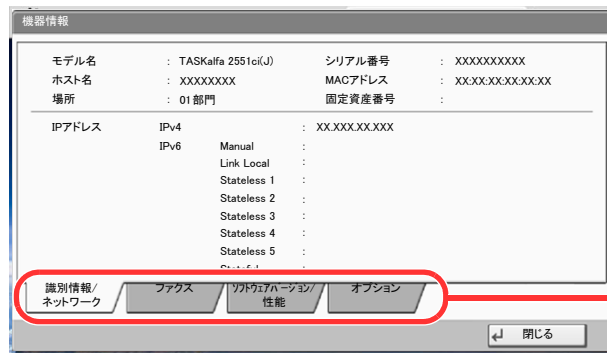 機器情報
モデル名 : TASKalfa 2551ci(J) シリアル番号 : XXXXXXXXXX
ホスト名 : XXXXXXXX MACアドレス : XX:XX:XX:XX:XX:XX
場所 : 01部門 固定資産番号 :
IPアドレス IPv4 : XX.XXX.XX.XXX
IPv6 Manual :
Link Local :
Stateless 1 :
Stateless 2 :
Stateless 3 :
Stateless 4 :
Stateless 5 :
識別情報/
ネットワーク
ファクス
ソフトウェアバージョン/
性能
オプション
閉じる